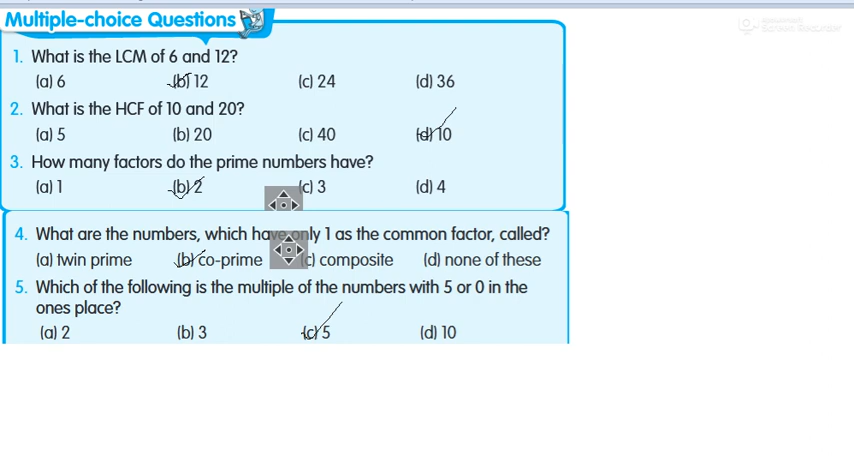 Multiple-choice Questions
1. What is the LCM of 6 and 12?
(a) 6 (b) 12 (c) 24 (d) 36
2. What is the HCF of 10 and 20?
(a) 5 (b) 20 (c) 40 (d) 10
3. How many factors do the prime numbers have?
(a) 1 (b) 2 (c) 3 (d) 4
4. What are the numbers, which have only 1 as the common factor, called?
(a) twin prime (b) co-prime (c) composite (d) none of these
5. Which of the following is the multiple of the numbers with 5 or 0 in the
ones place?
(a) 2 (b) 3 (c) 5 (d) 10
Screen Recorder